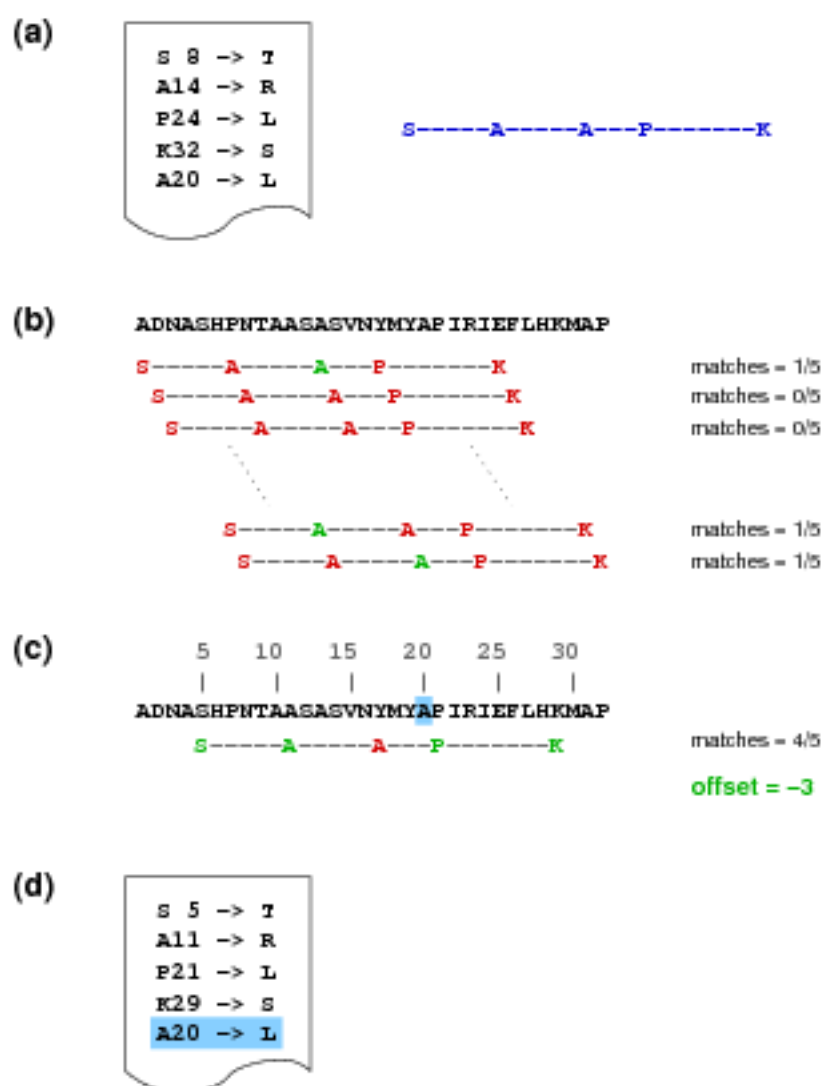 (a)
S 8 -> T
A14 -> R
P24 -> L
K32 -> S
A20 -> L
S-----A-----A---P-------K
(b)
ADNASHPNTAASASVNYMYAPIRIEFLHKMAP
S-----A-----A---P-------K matches = 1/5
S-----A-----A---P-------K matches = 0/5
S-----A-----A---P-------K matches = 0/5
S-----A-----A---P-------K matches = 1/5
S-----A-----A---P-------K matches = 1/5
(c)
5 10 15 20 25 30
ADNASHPNTAASASVNYMYAPIRIEFLHKMAP
S-----A-----A---P-------K matches = 4/5
offset = −3
(d)
S 5 -> T
A11 -> R
P21 -> L
K29 -> S
A20 -> L